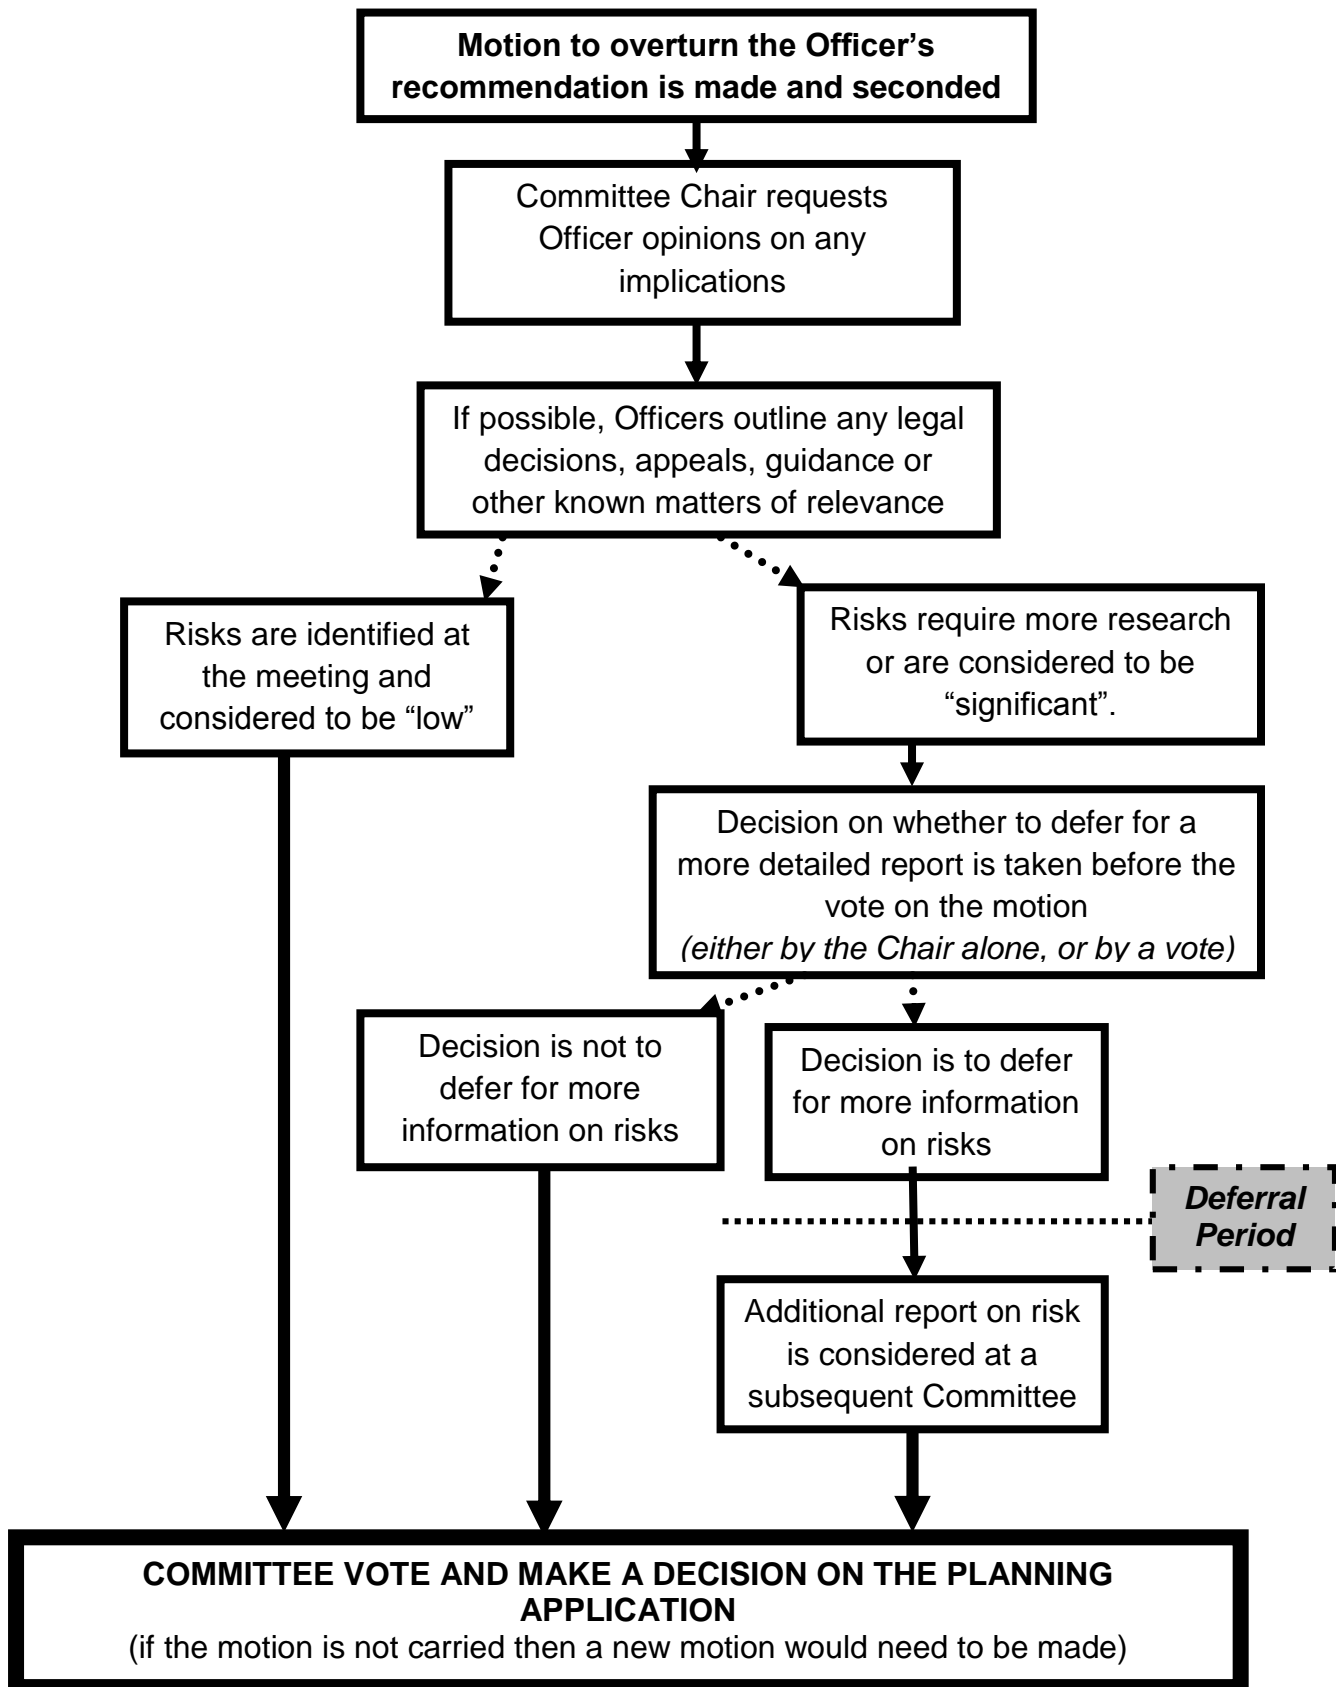 Motion to overturn the Officer’s
recommendation is made and seconded
Committee Chair requests
Officer opinions on any
implications
If possible, Officers outline any legal
decisions, appeals, guidance or
other known matters of relevance
Risks are identified at
the meeting and
considered to be “low”
Risks require more research
or are considered to be
“significant”.
Decision on whether to defer for a
more detailed report is taken before the
vote on the motion
(either by the Chair alone, or by a vote)
Decision is not to
defer for more
information on risks
Decision is to defer
for more information
on risks
Deferral
Period
Additional report on risk
is considered at a
subsequent Committee
COMMITTEE VOTE AND MAKE A DECISION ON THE PLANNING
APPLICATION
(if the motion is not carried then a new motion would need to be made)